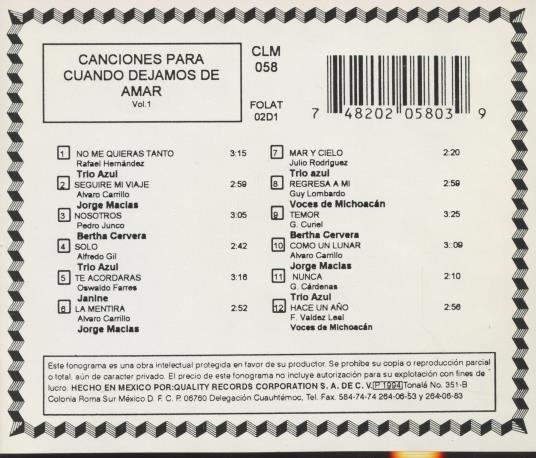 CANCIONES PARA
CUANDO DEJAMOS DE
AMAR
Vol.1
CLM
058
FOLAT
02D1
7 48202 05803 9
1 NO ME QUIERAS TANTO 3:15
Rafael Hernández
Trio Azul
2 SEGUIRE MI VIAJE 2:59
Alvaro Carrillo
Jorge Macias
3 NOSOTROS 3:05
Pedro Junco
Bertha Cervera
4 SOLO 2:42
Alfredo Gil
Trio Azul
5 TE ACORDARAS 3:16
Oswaldo Farres
Janine
6 LA MENTIRA 2:52
Alvaro Carrillo
Jorge Macias
7 MAR Y CIELO 2:20
Julio Rodríguez
Trio azul
8 REGRESA A MI 2:59
Guy Lombardo
Voces de Michoacán
9 TEMOR 3:25
G. Curiel
Bertha Cervera
10 COMO UN LUNAR 3::09
Alvaro Carrillo
Jorge Macias
11 NUNCA 2:10
G. Cárdenas
Trio Azul
12 HACE UN AÑO 2:56
F. Valdez Leal
Voces de Michoacán
Este fonograma es una obra intelectual protegida en favor de su productor. Se prohibe su copia o reproducción parcial
o total, aún de caracter privado. El precio de este fonograma no incluye autorización para su explotación con fines de
lucro. HECHO EN MEXICO POR:QUALITY RECORDS CORPORATION S. A. DE C. V. P 1994 Tonalá No. 351-B
Colonia Roma Sur México D. F. C. P. 06760 Delegación Cuauhtémoc, Tel. Fax. 584-74-74 264-06-53 y 264-06-83